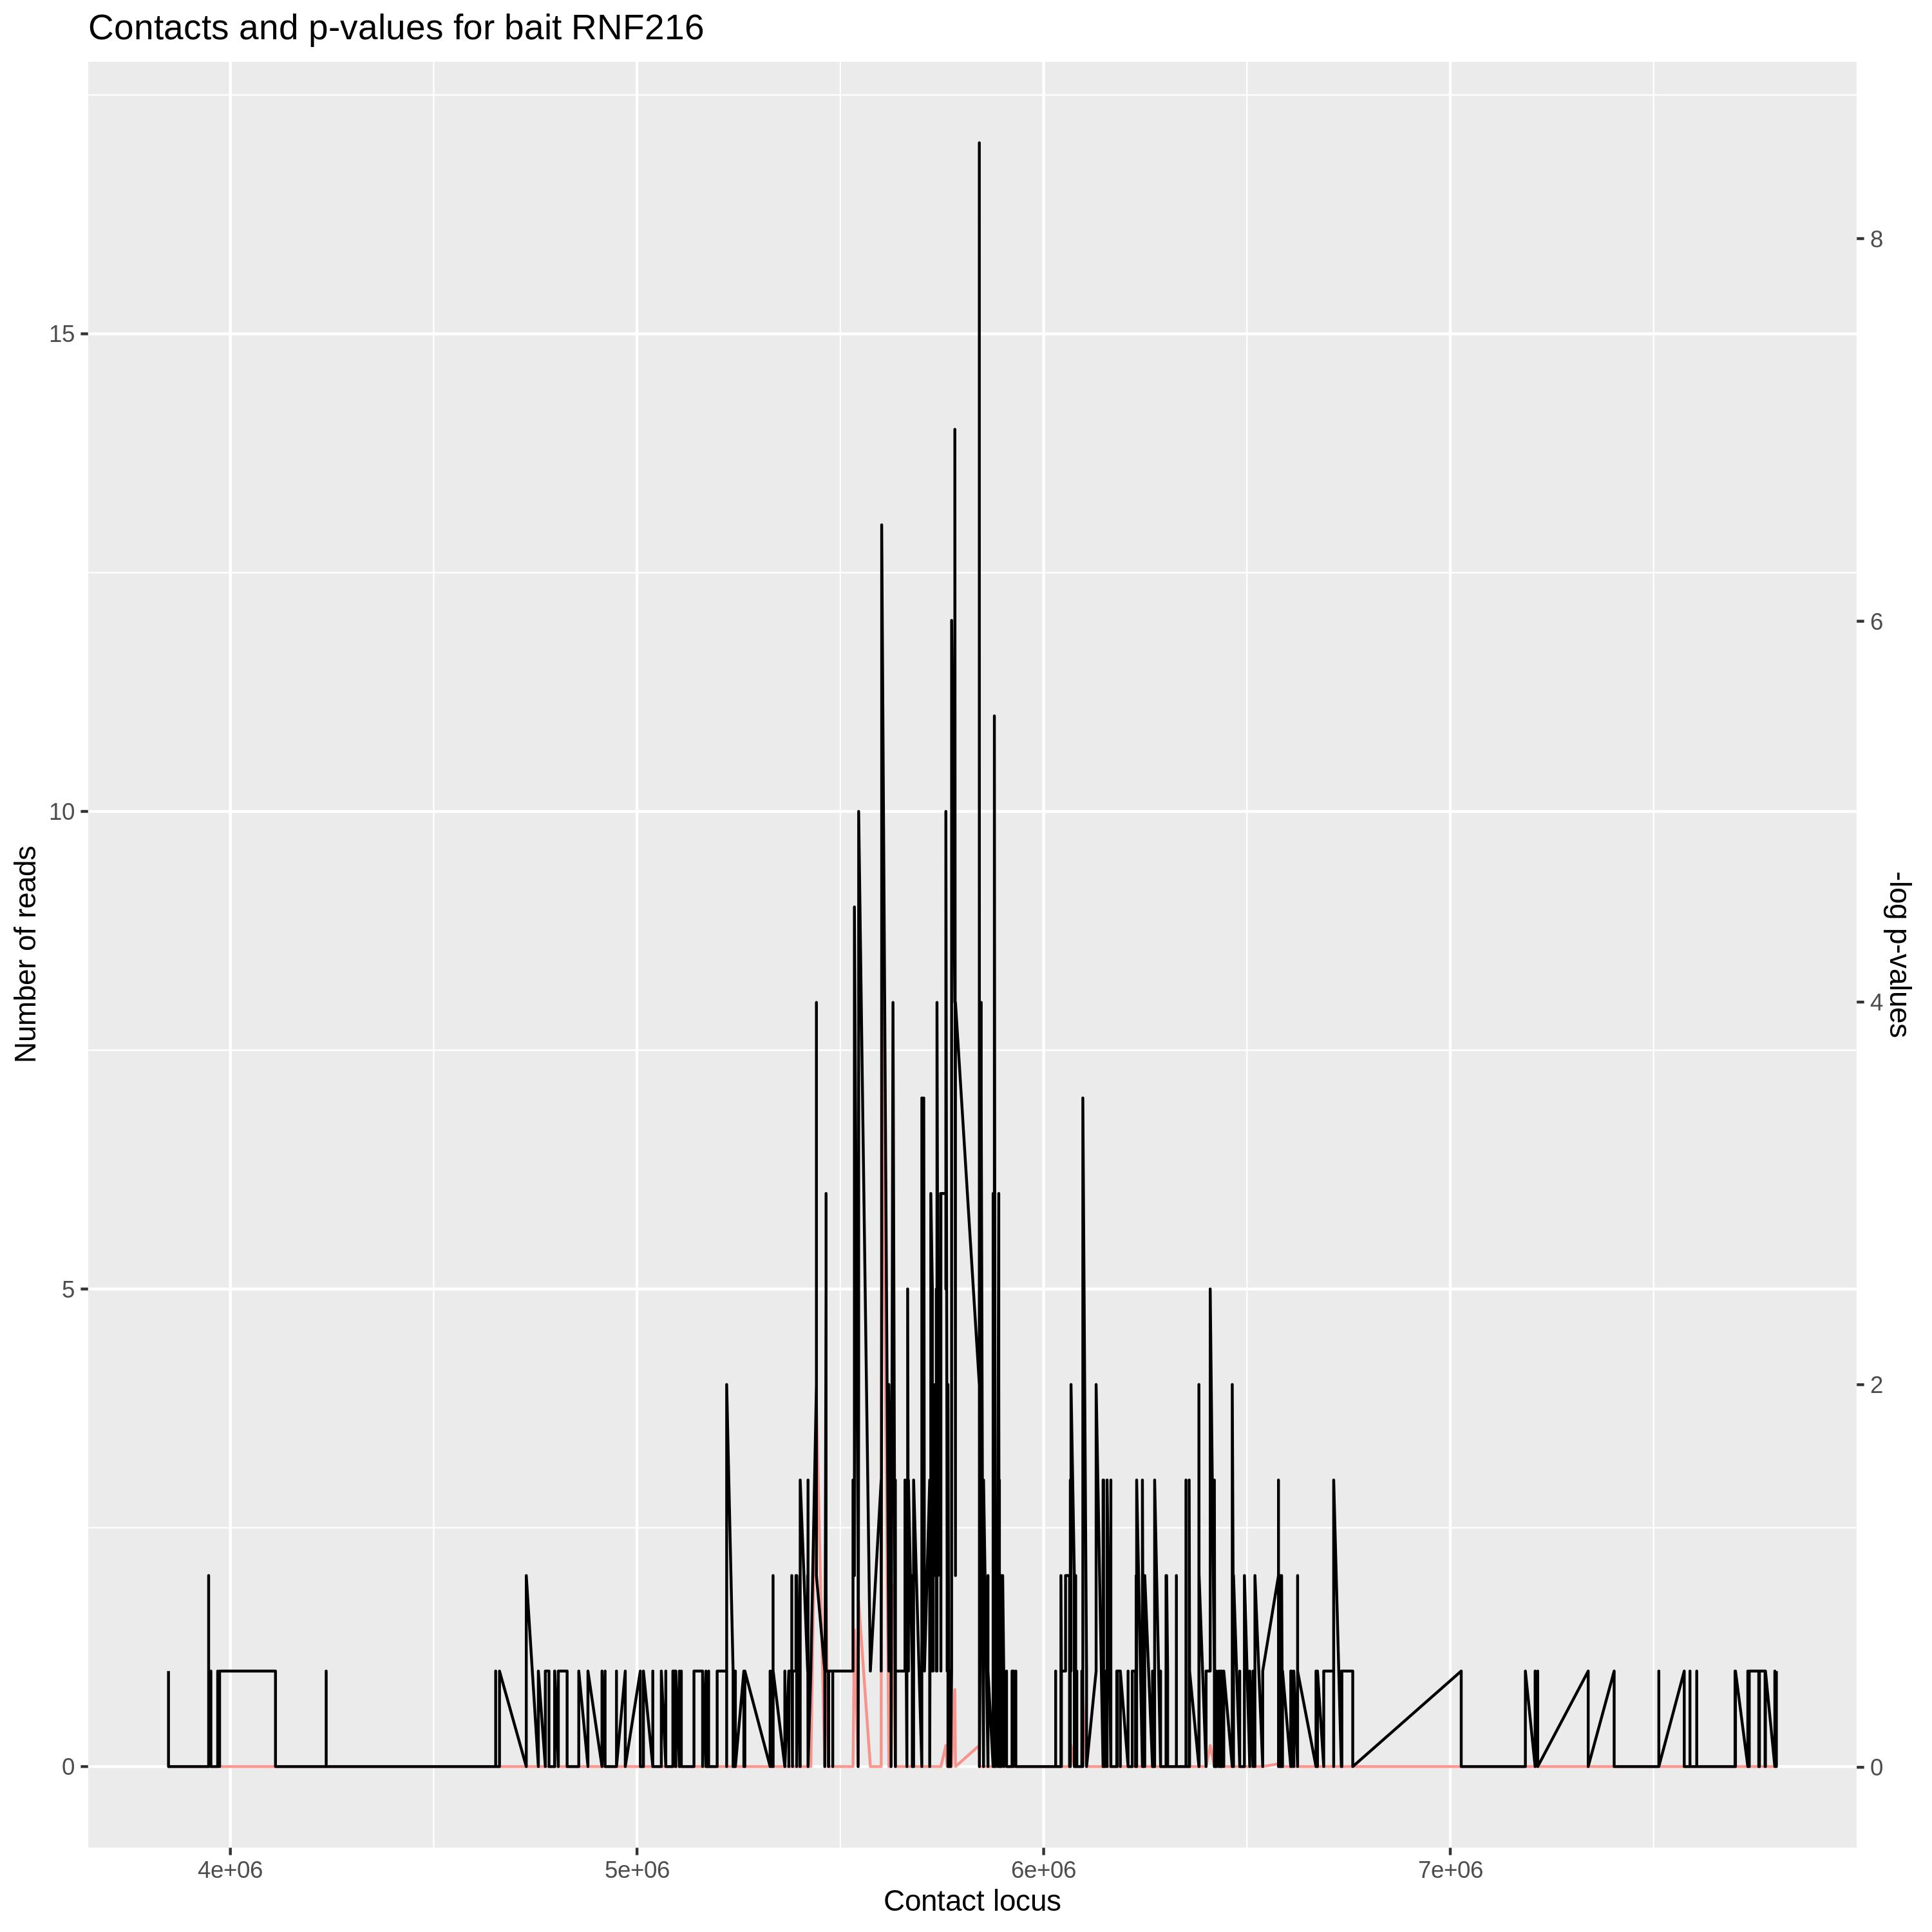 Contacts and p-values for bait RNF216
15
10
5
0
Number of reads
8
6
4
2
0
-log p-values
4e+06 5e+06 6e+06 7e+06
Contact locus